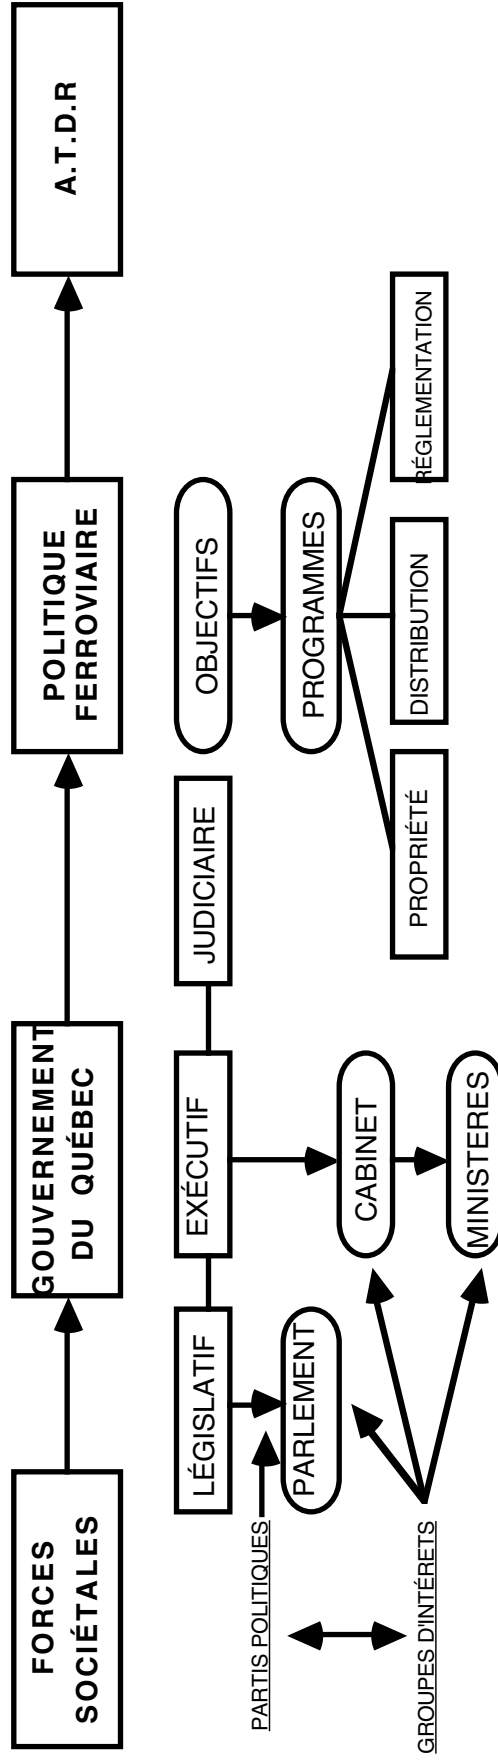 FORCES
SOCIÉTALES
GOUVERNEMENT
DU QUÉBEC
POLITIQUE
FERROVIAIRE
A.T.D.R
LÉGISLATIF
EXÉCUTIF
JUDICIAIRE
OBJECTIFS
PARTIS POLITIQUES
PARLEMENT
PROGRAMMES
CABINET
GROUPES D'INTÉRETS
MINISTERES
PROPRIÉTÉ
DISTRIBUTION
RÉGLEMENTATION